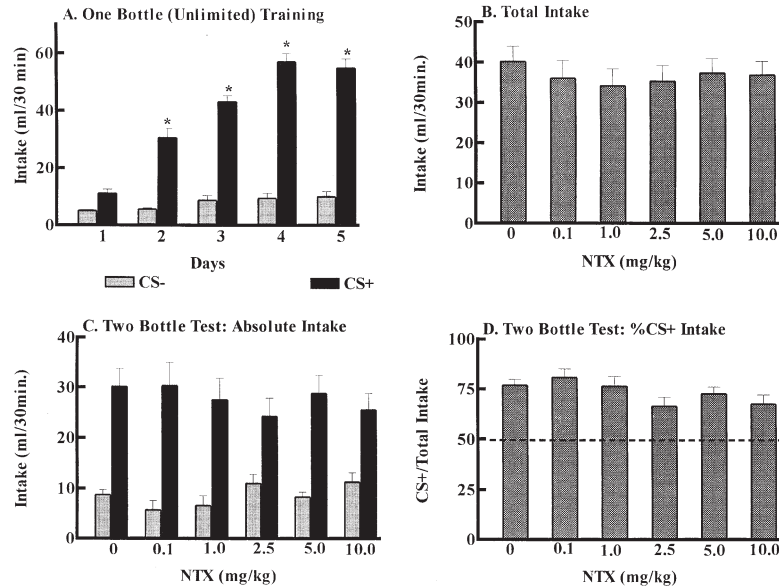 A. One Bottle (Unlimited) Training
60
40
20
0
Intake (ml/30 min)
*
*
*
*
1 2 3 4 5
Days
CS- CS+
B. Total Intake
50
40
30
20
10
0
Intake (ml/30min.)
0 0.1 1.0 2.5 5.0 10.0
NTX (mg/kg)
C. Two Bottle Test: Absolute Intake
40
30
20
10
0
Intake (ml/30min.)
0 0.1 1.0 2.5 5.0 10.0
NTX (mg/kg)
D. Two Bottle Test: %CS+ Intake
100
75
50
25
0
CS+/Total Intake
0 0.1 1.0 2.5 5.0 10.0
NTX (mg/kg)